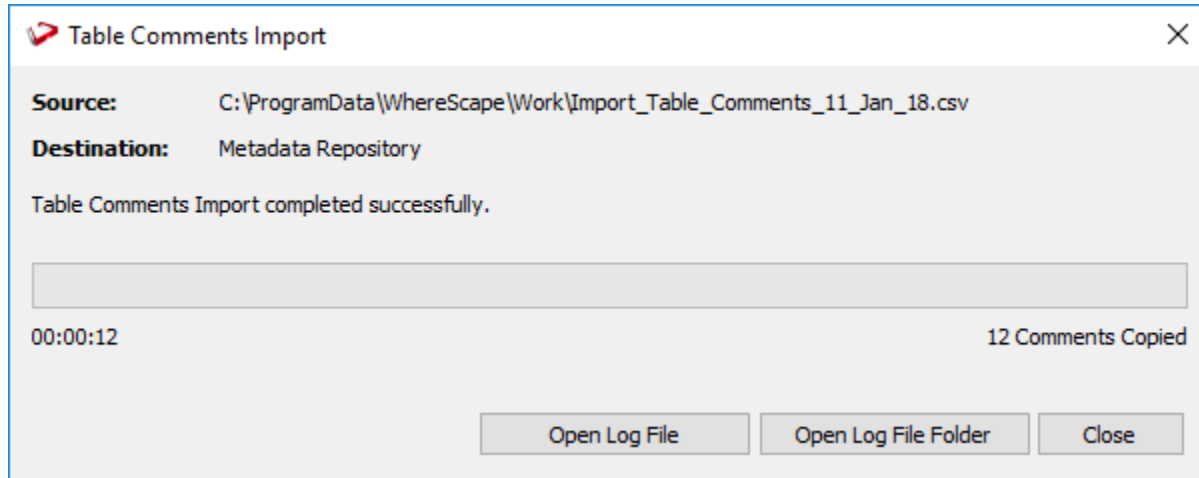 Table Comments Import
Source: C:\ProgramData\WhereScape\Work\Import_Table_Comments_11_Jan_18.csv
Destination: Metadata Repository
Table Comments Import completed successfully.
00:00:12 12 Comments Copied
Open Log File Open Log File Folder Close